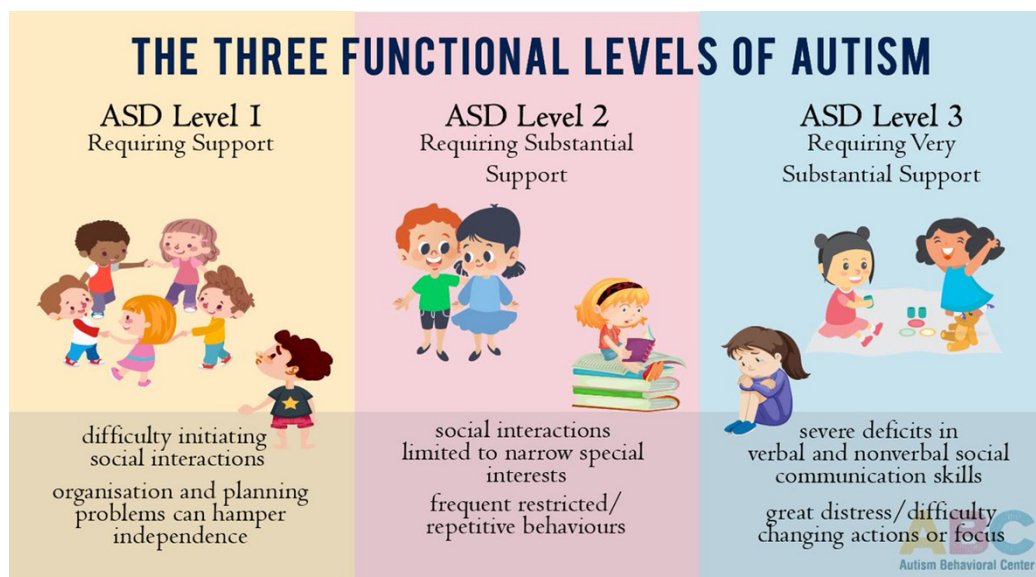 THE THREE FUNCTIONAL LEVELS OF AUTISM
ASD Level 1
Requiring Support
difficulty initiating
social interactions
organisation and planning
problems can hamper
independence
ASD Level 2
Requiring Substantial
Support
social interactions
limited to narrow special
interests
frequent restricted/
repetitive behaviours
ASD Level 3
Requiring Very
Substantial Support
severe deficits in
verbal and nonverbal social
communication skills
great distress/difficulty
changing actions or focus
ABC
Autism Behavioral Center